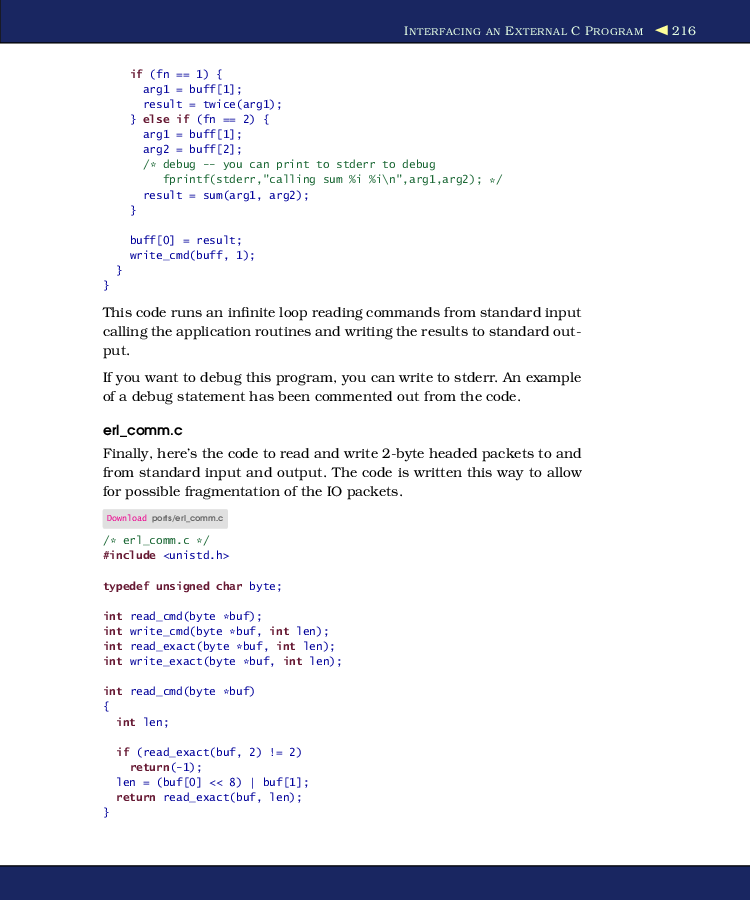 INTERFACING AN EXTERNAL C PROGRAM ◀ 216
if (fn == 1) {
arg1 = buff[1];
result = twice(arg1);
} else if (fn == 2) {
arg1 = buff[1];
arg2 = buff[2];
/* debug -- you can print to stderr to debug
fprintf(stderr,"calling sum %i %i\n",arg1,arg2); */
result = sum(arg1, arg2);
}
buff[0] = result;
write_cmd(buff, 1);
}
}
This code runs an infinite loop reading commands from standard input
calling the application routines and writing the results to standard out-
put.
If you want to debug this program, you can write to stderr. An example
of a debug statement has been commented out from the code.
erl_comm.c
Finally, here's the code to read and write 2-byte headed packets to and
from standard input and output. The code is written this way to allow
for possible fragmentation of the IO packets.
Download ports/erl_comm.c
/* erl_comm.c */
#include <unistd.h>
typedef unsigned char byte;
int read_cmd(byte *buf);
int write_cmd(byte *buf, int len);
int read_exact(byte *buf, int len);
int write_exact(byte *buf, int len);
int read_cmd(byte *buf)
{
int len;
if (read_exact(buf, 2) != 2)
return(-1);
len = (buf[0] << 8) | buf[1];
return read_exact(buf, len);
}